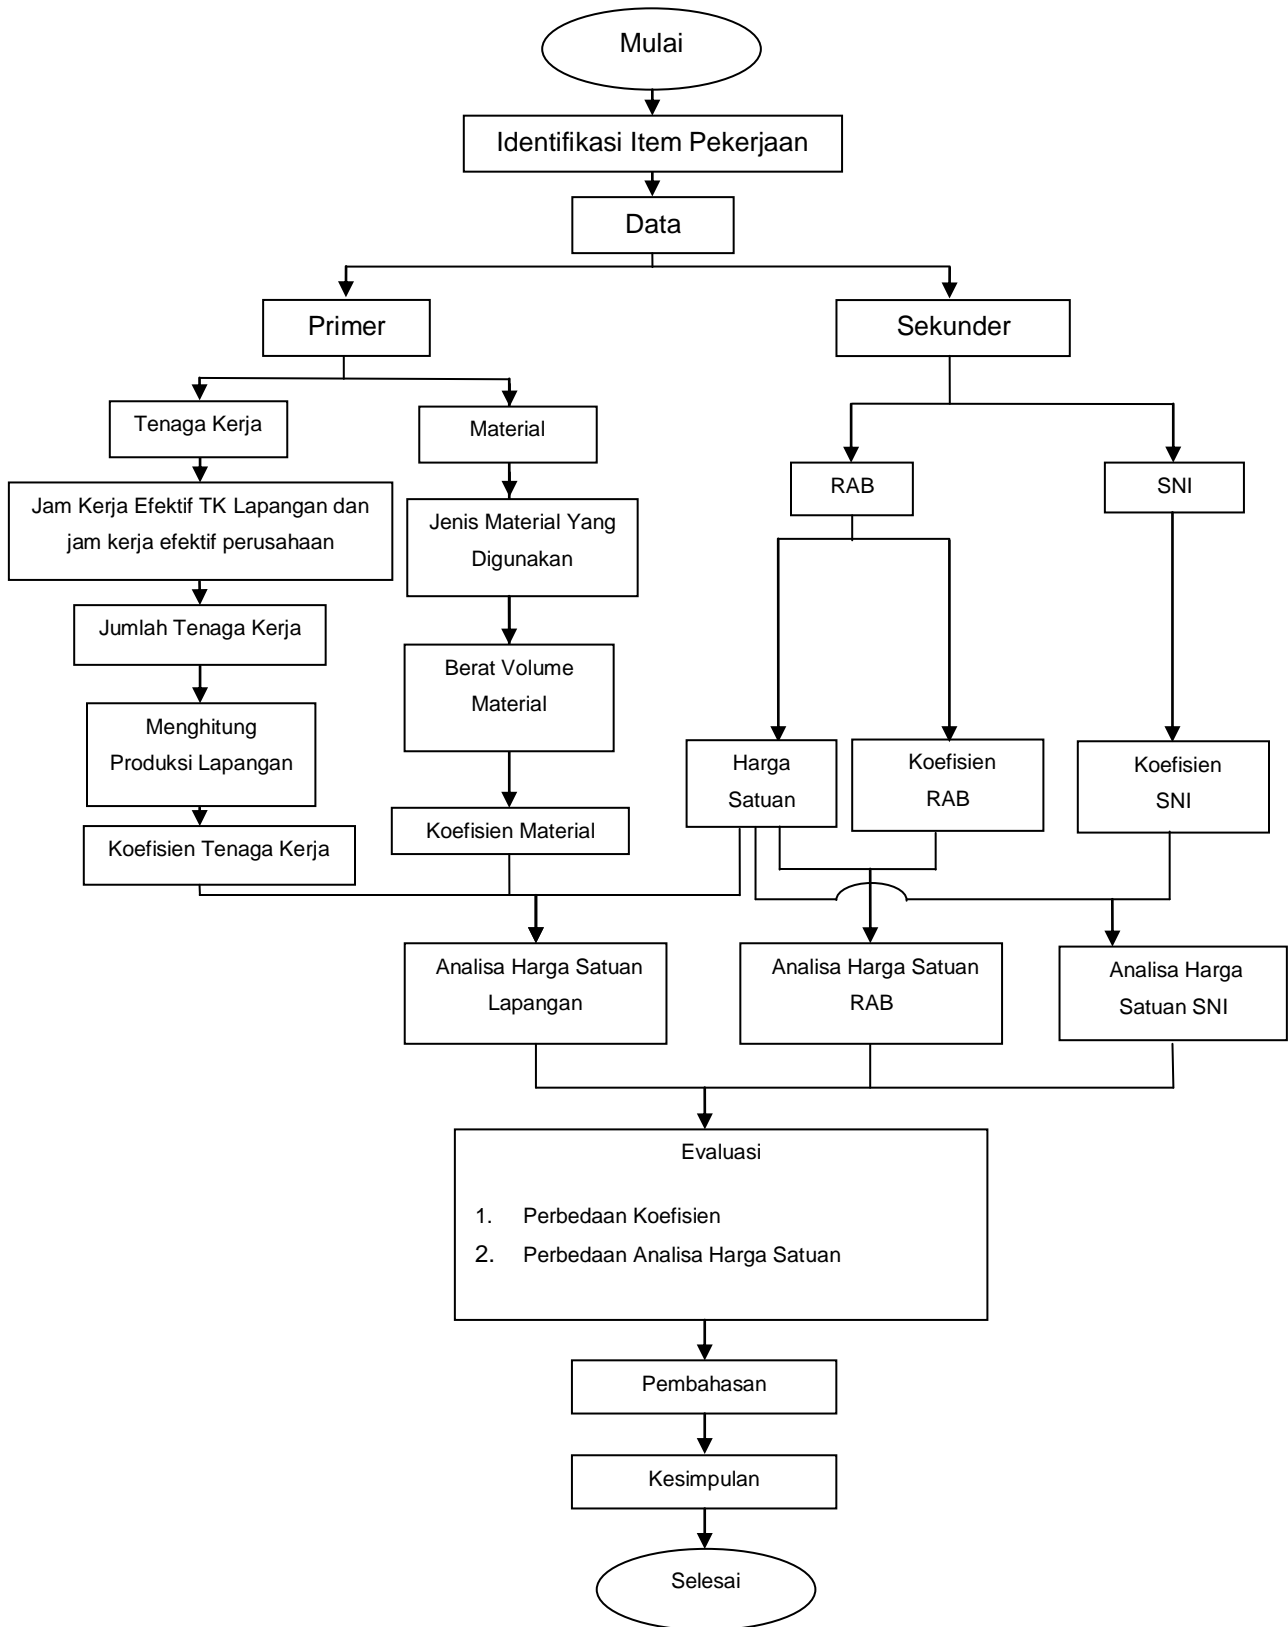 Mulai
Identifikasi Item Pekerjaan
Data
Primer
Sekunder
Tenaga Kerja
Material
RAB
SNI
Jam Kerja Efektif TK Lapangan dan
jam kerja efektif perusahaan
Jenis Material Yang
Digunakan
Jumlah Tenaga Kerja
Berat Volume
Material
Menghitung
Produksi Lapangan
Harga
Satuan
Koefisien
RAB
Koefisien
SNI
Koefisien Tenaga Kerja
Koefisien Material
Analisa Harga Satuan
Lapangan
Analisa Harga Satuan
RAB
Analisa Harga
Satuan SNI
Evaluasi
1. Perbedaan Koefisien
2. Perbedaan Analisa Harga Satuan
Pembahasan
Kesimpulan
Selesai